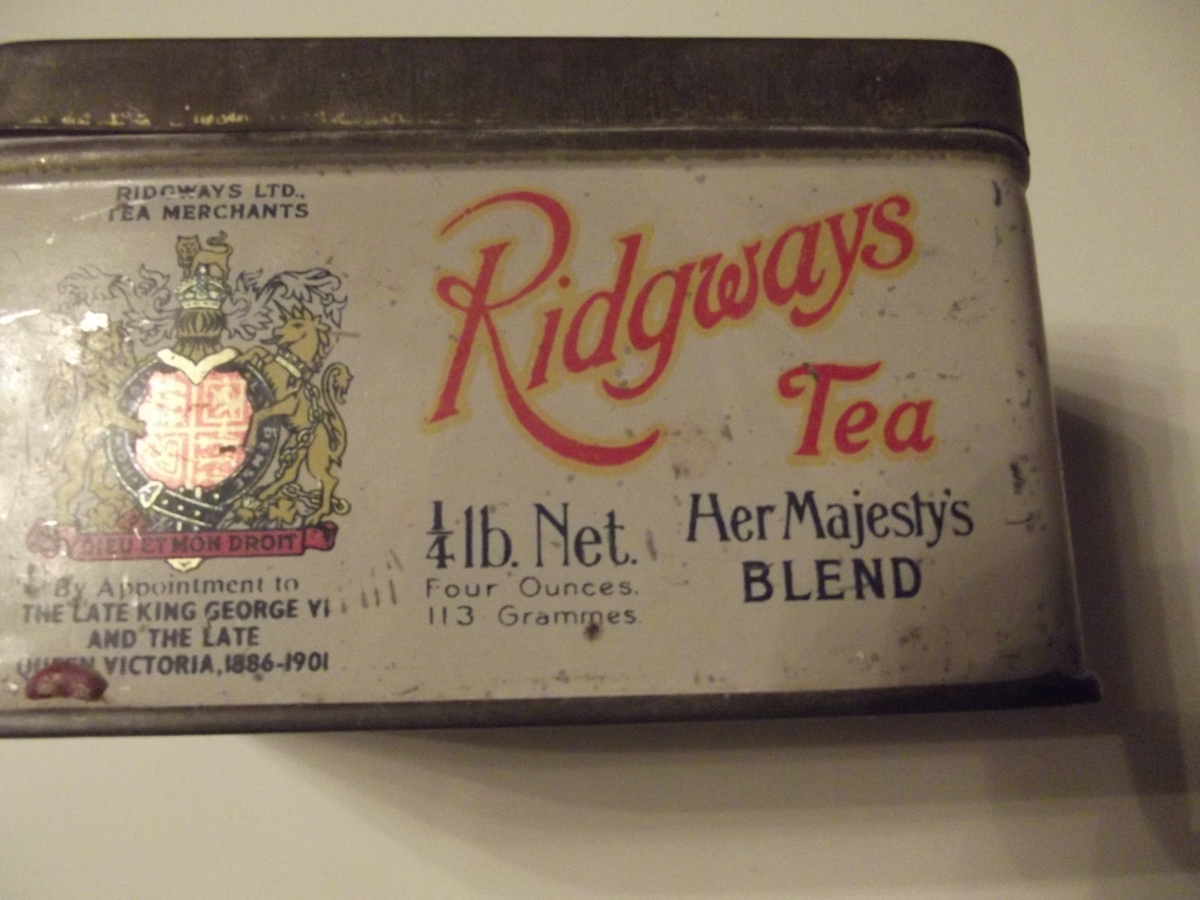 RIDGWAYS LTD.,
TEA MERCHANTS
DIEU ET MON DROIT
By Appointment to
THE LATE KING GEORGE VI
AND THE LATE
QUEEN VICTORIA, 1886-1901
Ridgways
Tea
¼ lb. Net.
Four Ounces.
113 Grammes.
Her Majesty's
BLEND